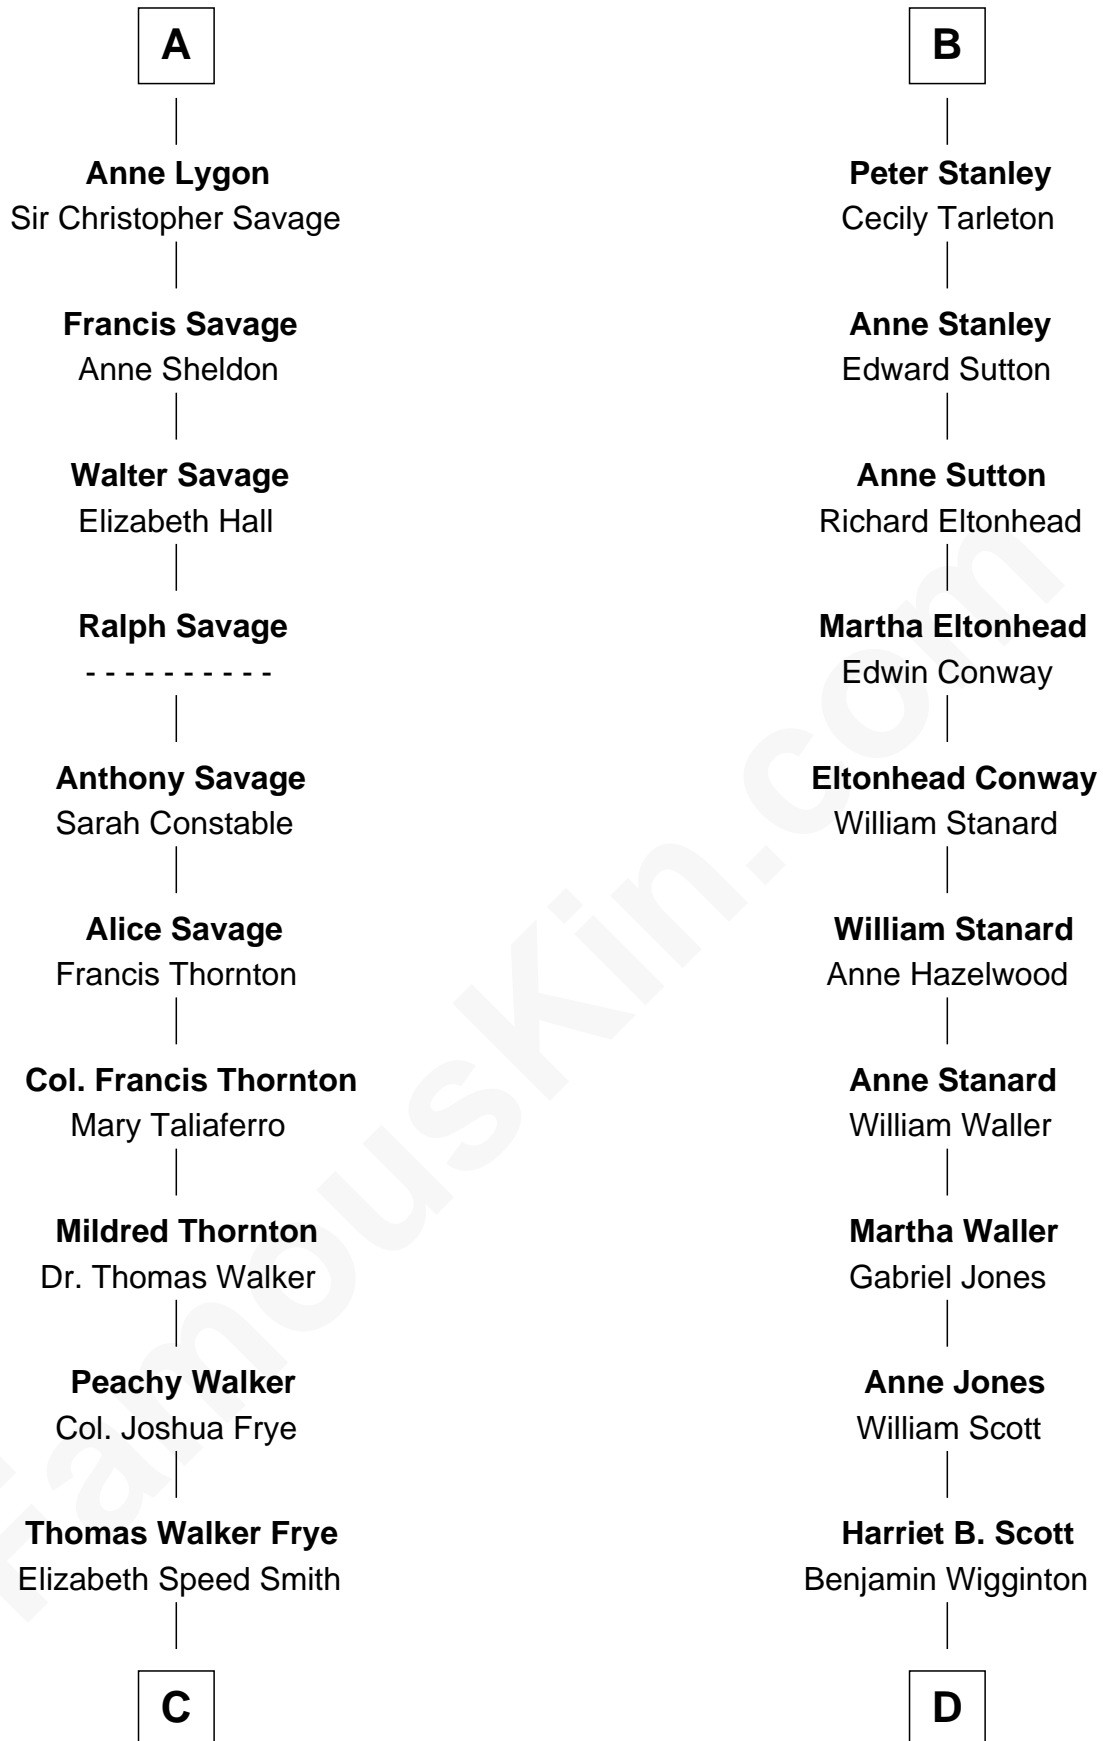 A
Anne Lygon
Sir Christopher Savage
Francis Savage
Anne Sheldon
Walter Savage
Elizabeth Hall
Ralph Savage
- - - - - - - - - -
Anthony Savage
Sarah Constable
Alice Savage
Francis Thornton
Col. Francis Thornton
Mary Taliaferro
Mildred Thornton
Dr. Thomas Walker
Peachy Walker
Col. Joshua Frye
Thomas Walker Frye
Elizabeth Speed Smith
C
B
Peter Stanley
Cecily Tarleton
Anne Stanley
Edward Sutton
Anne Sutton
Richard Eltonhead
Martha Eltonhead
Edwin Conway
Eltonhead Conway
William Stanard
William Stanard
Anne Hazelwood
Anne Stanard
William Waller
Martha Waller
Gabriel Jones
Anne Jones
William Scott
Harriet B. Scott
Benjamin Wigginton
D
FamousKin.com